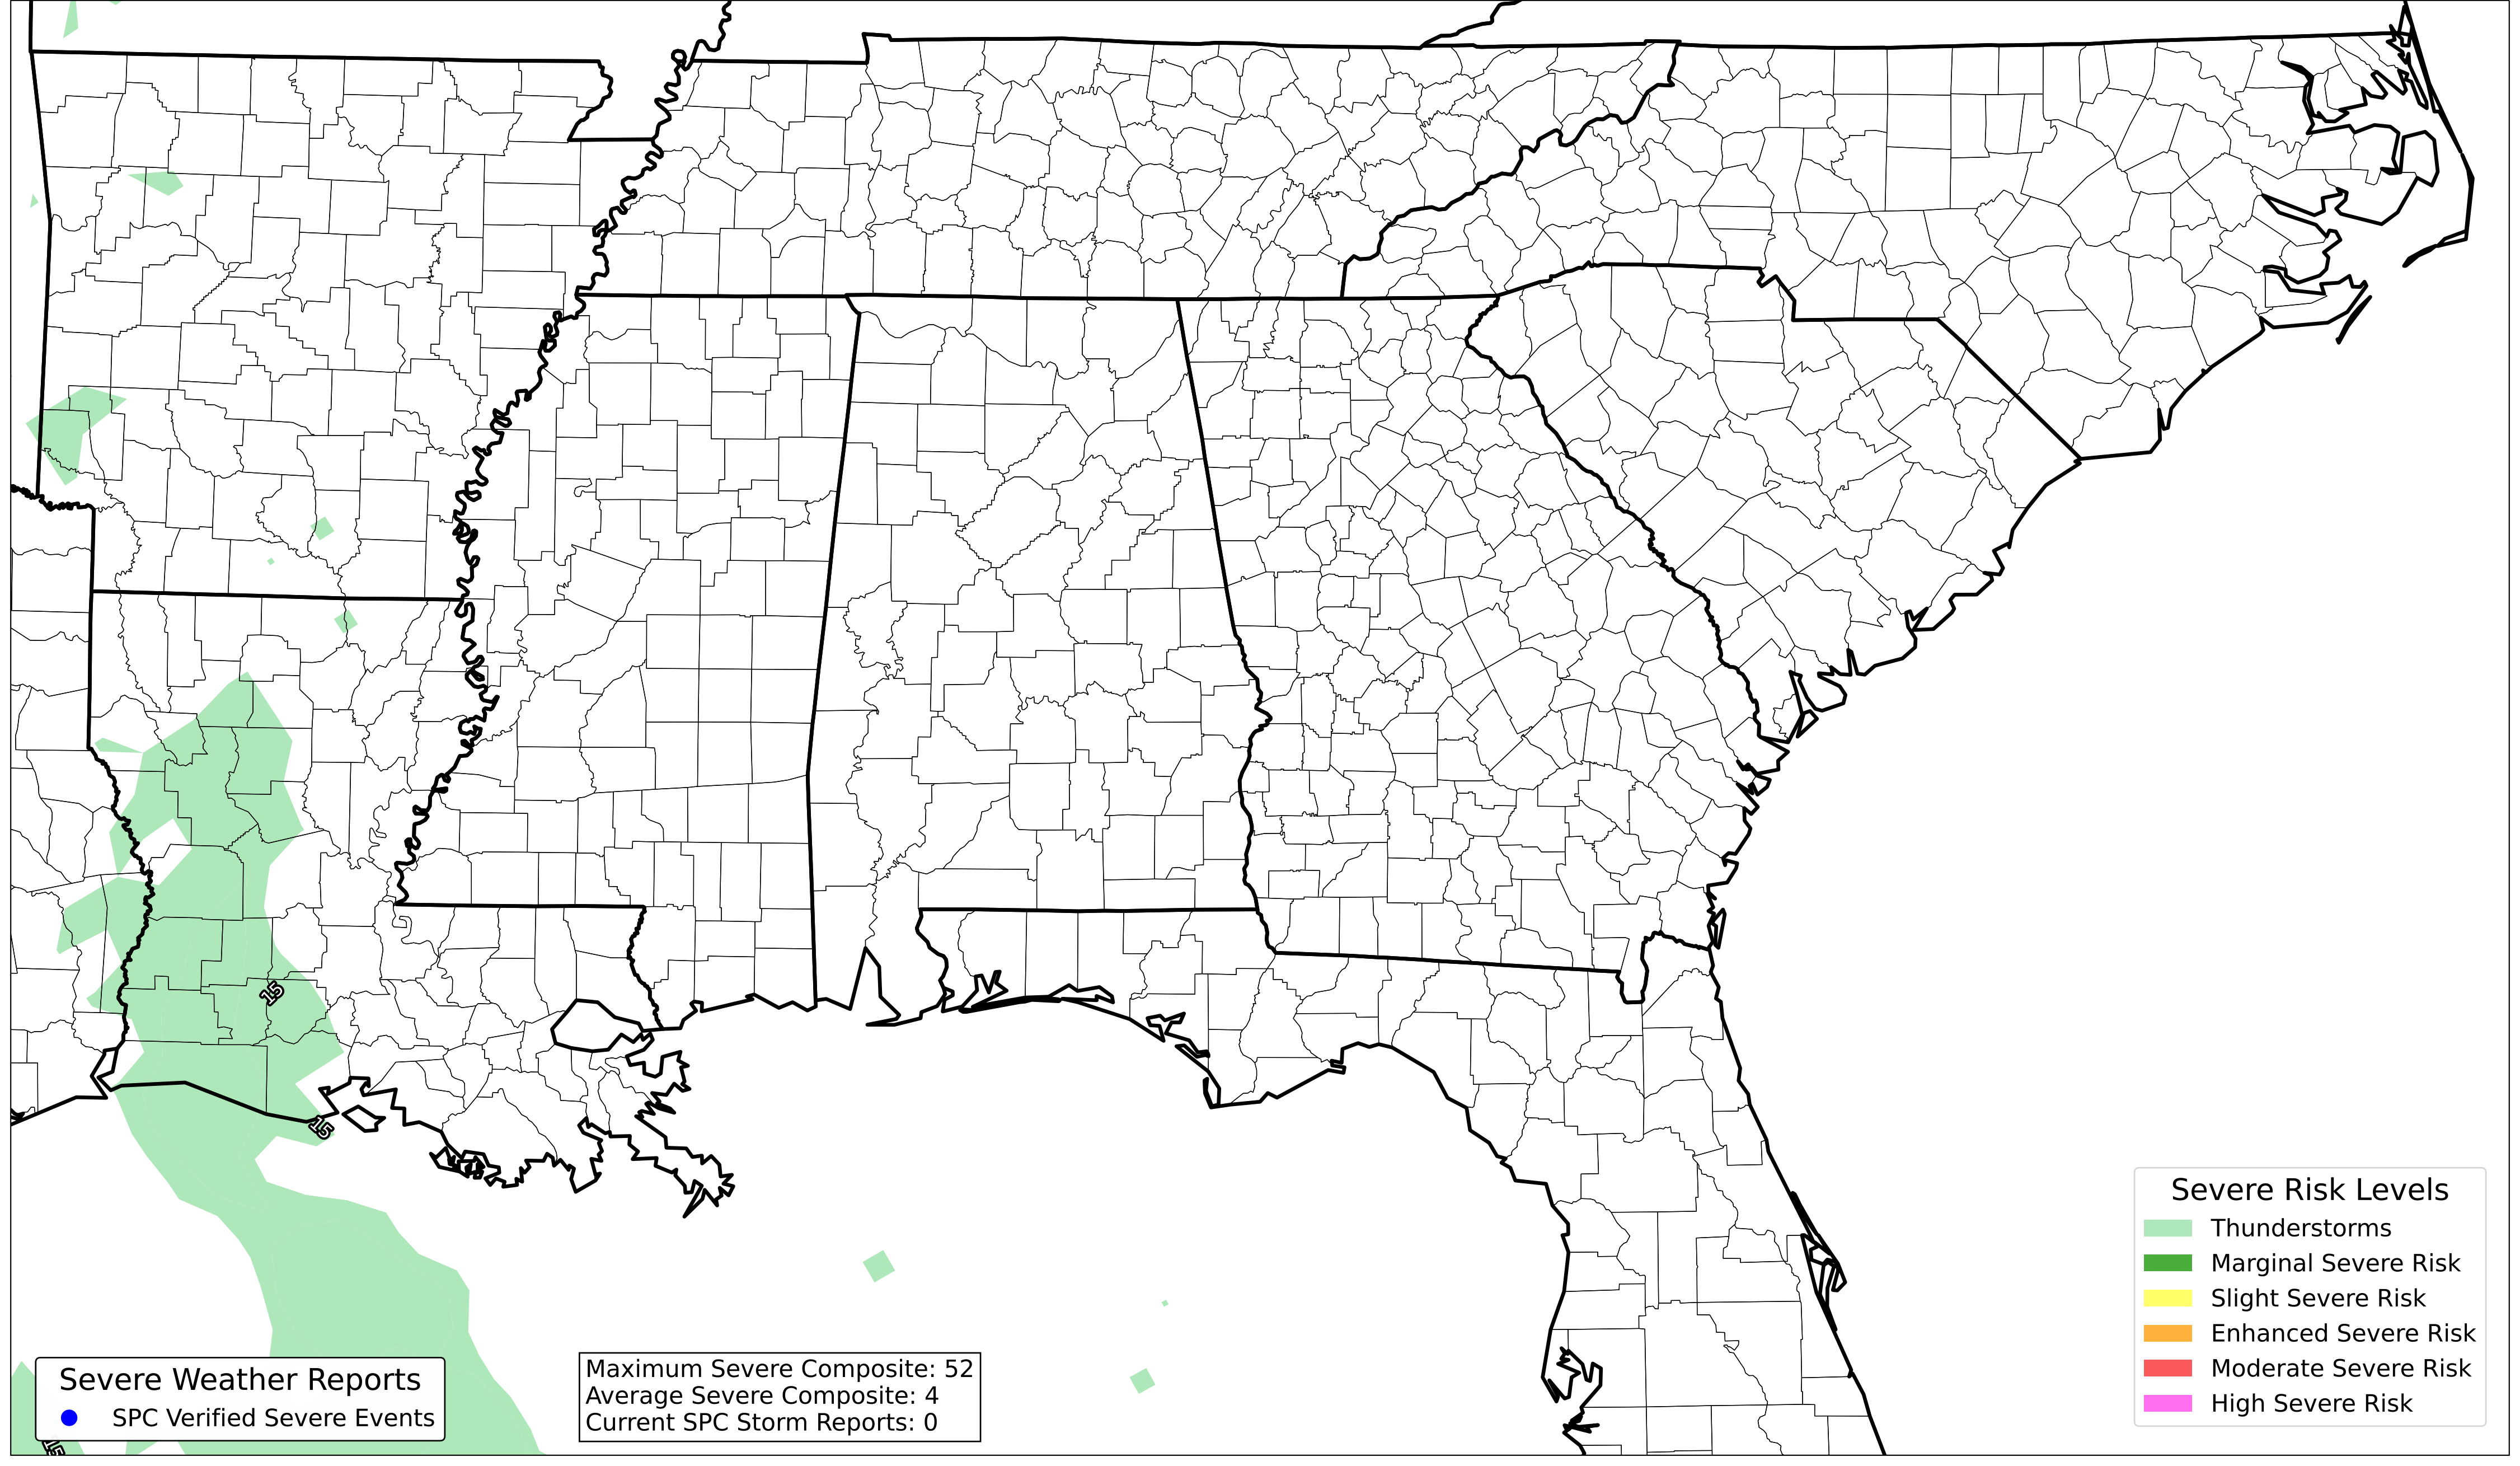 15
15
15
Severe Weather Reports
SPC Verified Severe Events
Maximum Severe Composite: 52
Average Severe Composite: 4
Current SPC Storm Reports: 0
Severe Risk Levels
Thunderstorms
Marginal Severe Risk
Slight Severe Risk
Enhanced Severe Risk
Moderate Severe Risk
High Severe Risk